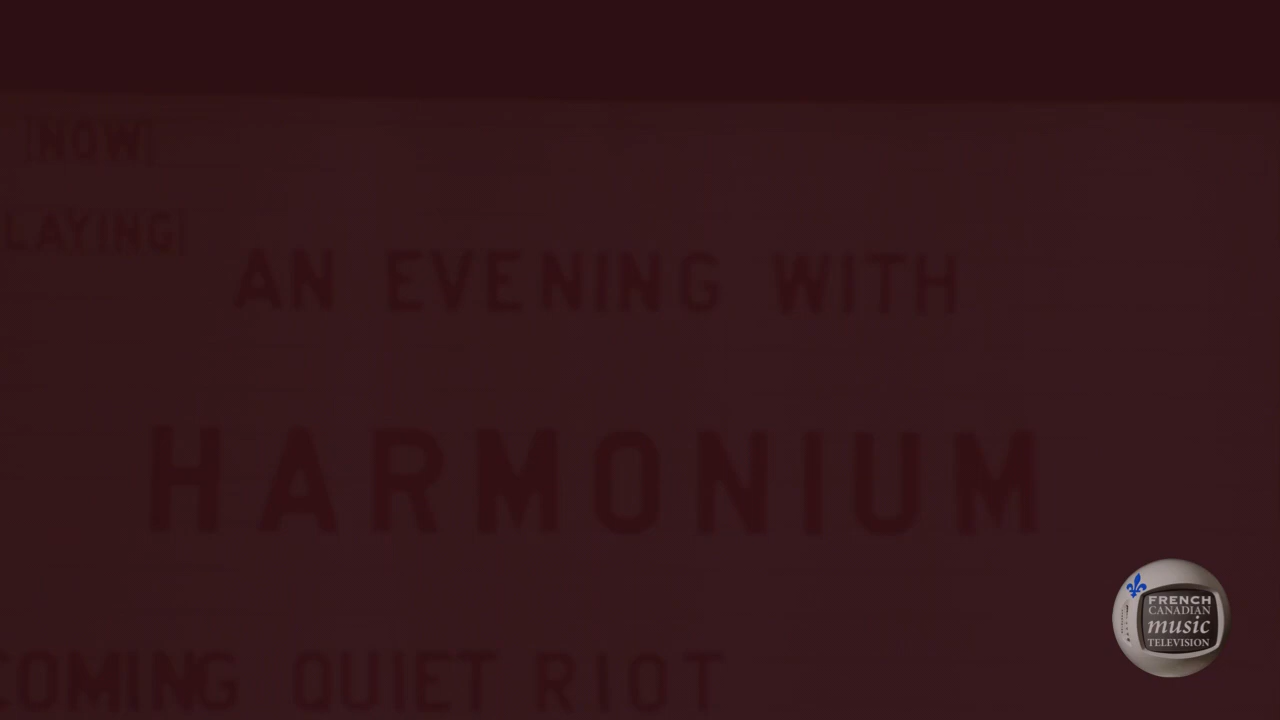 (NOW)
LAYING)
AN EVENING WITH
HARMONIUM
COMING QUIET RIOT
FRENCH
CANADIAN
music
TELEVISION